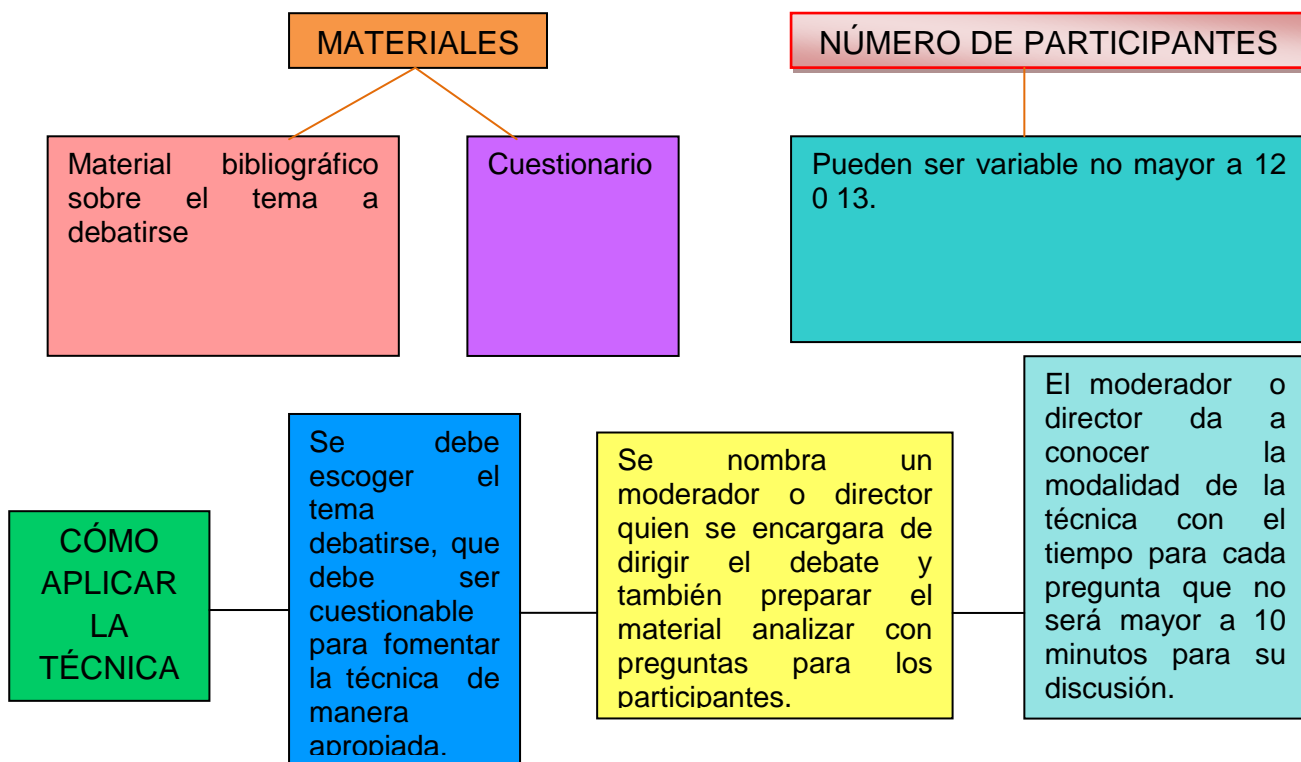 MATERIALES
NÚMERO DE PARTICIPANTES
Material bibliográfico
sobre el tema a
debatirse
Cuestionario
Pueden ser variable no mayor a 12
0 13.
CÓMO
APLICAR
LA
TÉCNICA
Se debe
escoger el
tema
debatirse, que
debe ser
cuestionable
para fomentar
la técnica de
manera
apropiada.
Se nombra un
moderador o director
quien se encargara de
dirigir el debate y
también preparar el
material analizar con
preguntas para los
participantes.
El moderador o
director da a
conocer la
modalidad de la
técnica con el
tiempo para cada
pregunta que no
será mayor a 10
minutos para su
discusión.